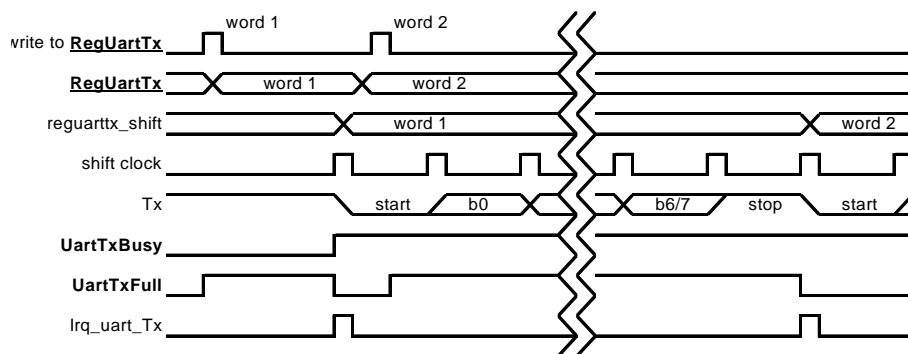 word 1 word 2
write to RegUartTx
RegUartTx word 1 word 2
reguarttx_shift word 1 word 2
shift clock
Tx start b0 b6/7 stop start
UartTxBusy
UartTxFull
Irq_uart_Tx